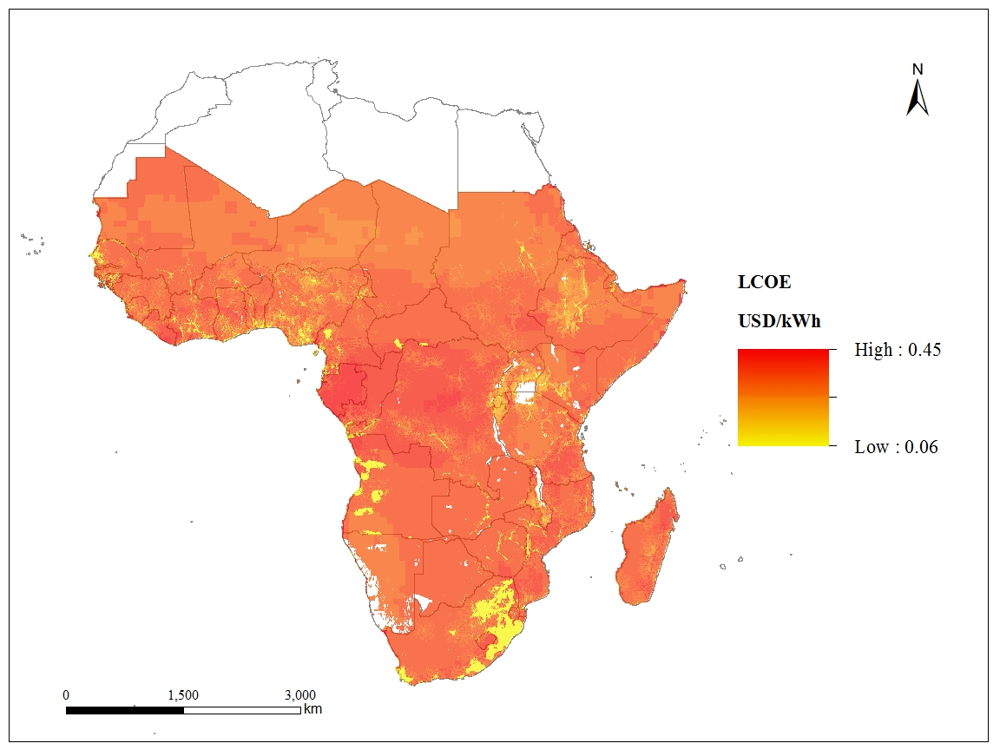 N
LCOE
USD/kWh
High : 0.45
Low : 0.06
0 1,500 3,000
km